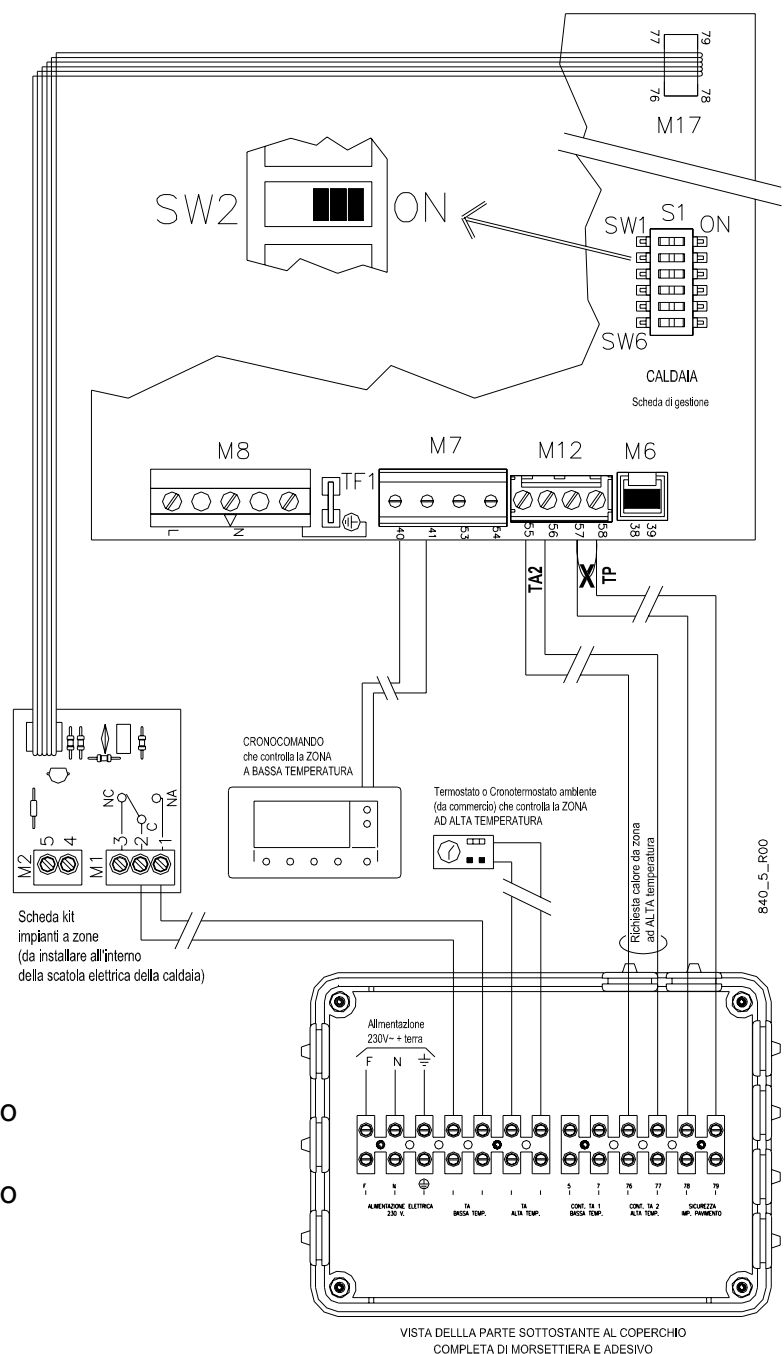 77
79
76
78
M17
SW2
ON
S1
SW1
ON
SW6
CALDAIA
Scheda di gestione
M8
M7
M12
M6
TF1
L
N
40
41
53
54
55
56
57
58
38
39
TA2
X
TP
CRONOCOMANDO
che controlla la ZONA
A BASSA TEMPERATURA
Termostato o Cronotermostato ambiente
(da commercio) che controlla la ZONA
AD ALTA TEMPERATURA
Richiesta calore da zona
ad ALTA temperatura
840_5_R00
NC
NA
C
M2
5
4
M1
3
2
1
Scheda kit
impianti a zone
(da installare all'interno
della scatola elettrica della caldaia)
Alimentazione
230V~ + terra
F N
o
o
F N 5 7 76 77 78 79
ALIMENTAZIONE ELETTRICA
230 V.
TA
BASSA TEMP.
TA
ALTA TEMP.
CONT. TA 1
BASSA TEMP.
CONT. TA 2
ALTA TEMP.
SICUREZZA
IMP. PAVIMENTO
VISTA DELLLA PARTE SOTTOSTANTE AL COPERCHIO
COMPLETA DI MORSETTIERA E ADESIVO